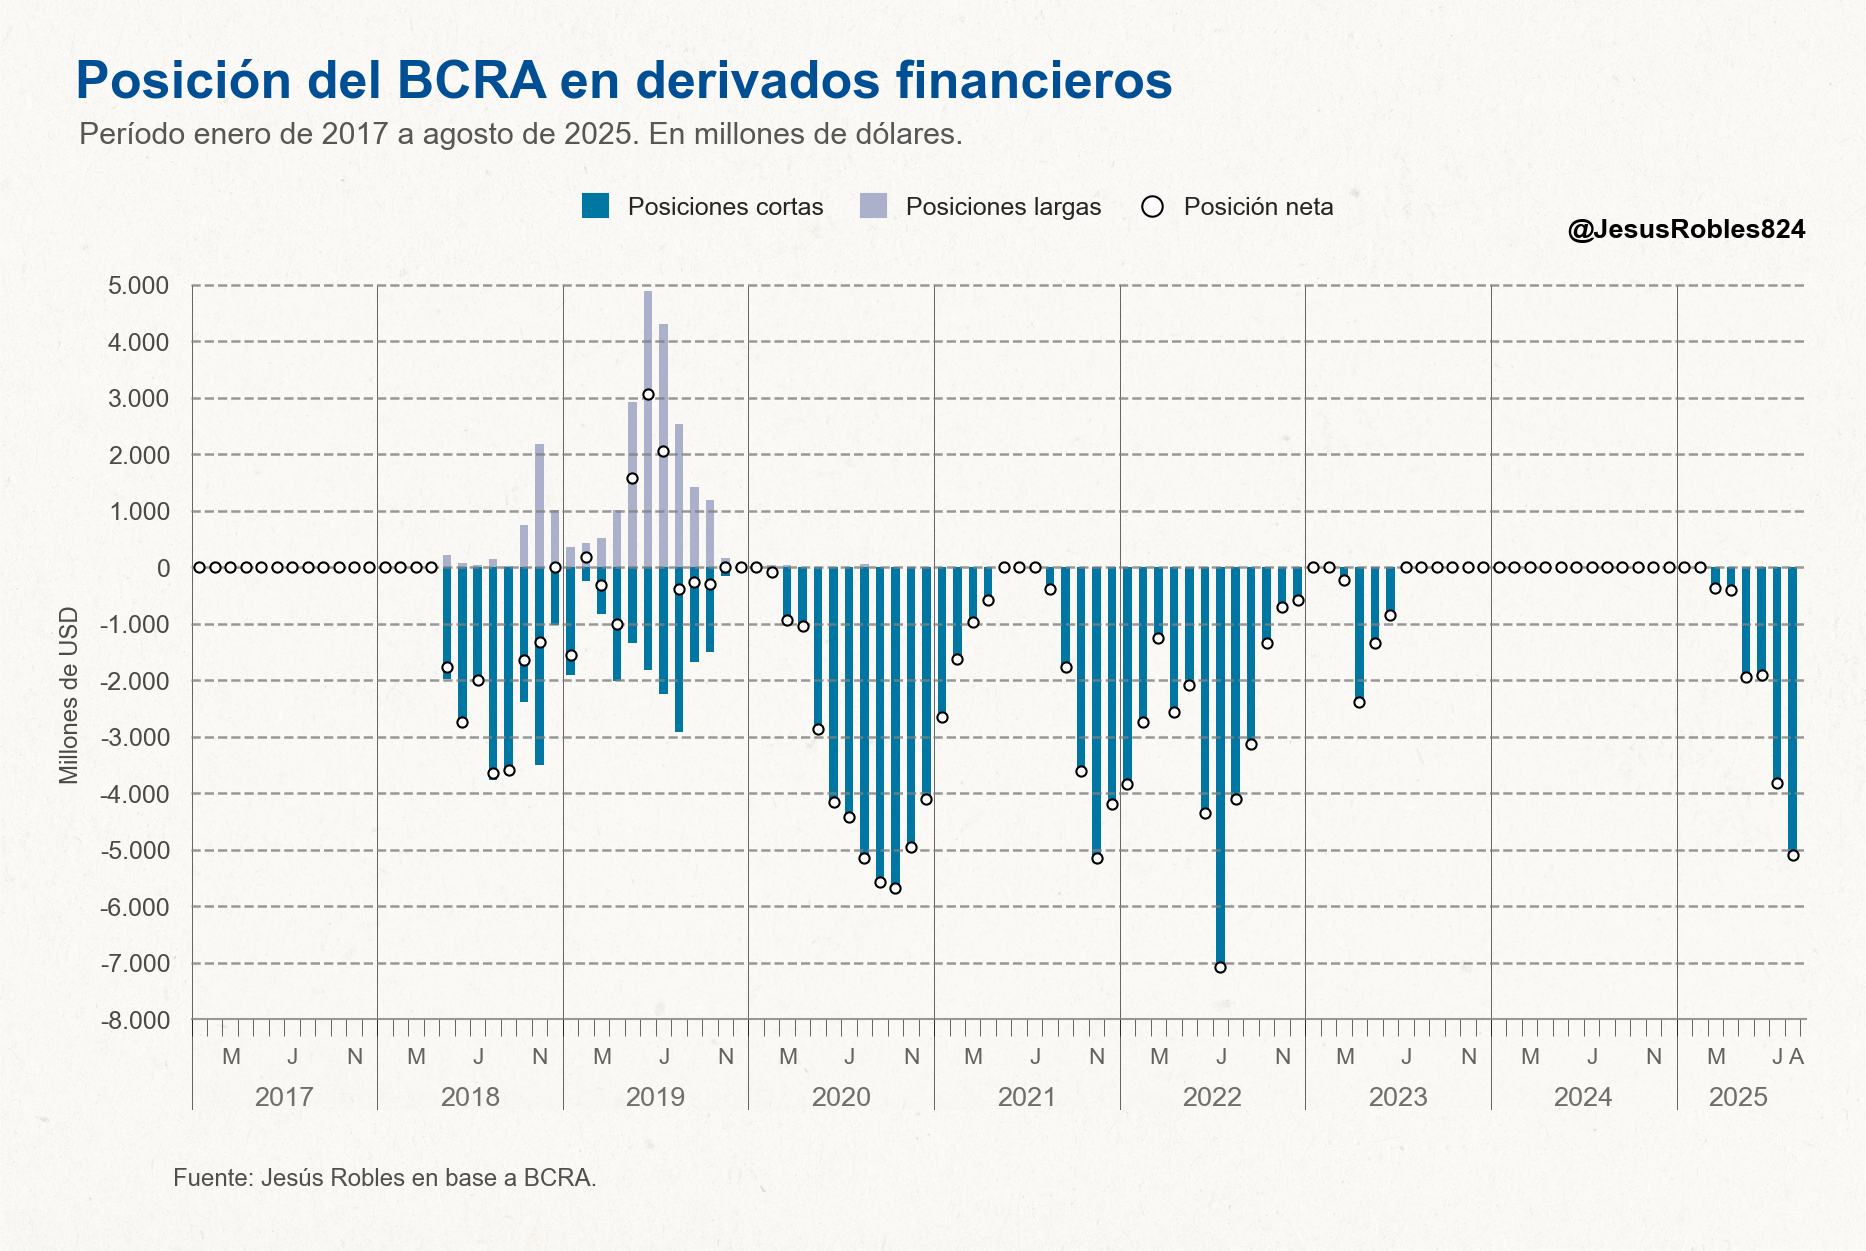 Posición del BCRA en derivados financieros
Período enero de 2017 a agosto de 2025. En millones de dólares.
Posiciones cortas Posiciones largas Posición neta
@JesusRobles824
5.000
4.000
3.000
2.000
1.000
0
-1.000
-2.000
-3.000
-4.000
-5.000
-6.000
-7.000
-8.000
Millones de USD
M J N M J N M J N M J N M J N M J N M J N M J N M J A
2017 2018 2019 2020 2021 2022 2023 2024 2025
Fuente: Jesús Robles en base a BCRA.